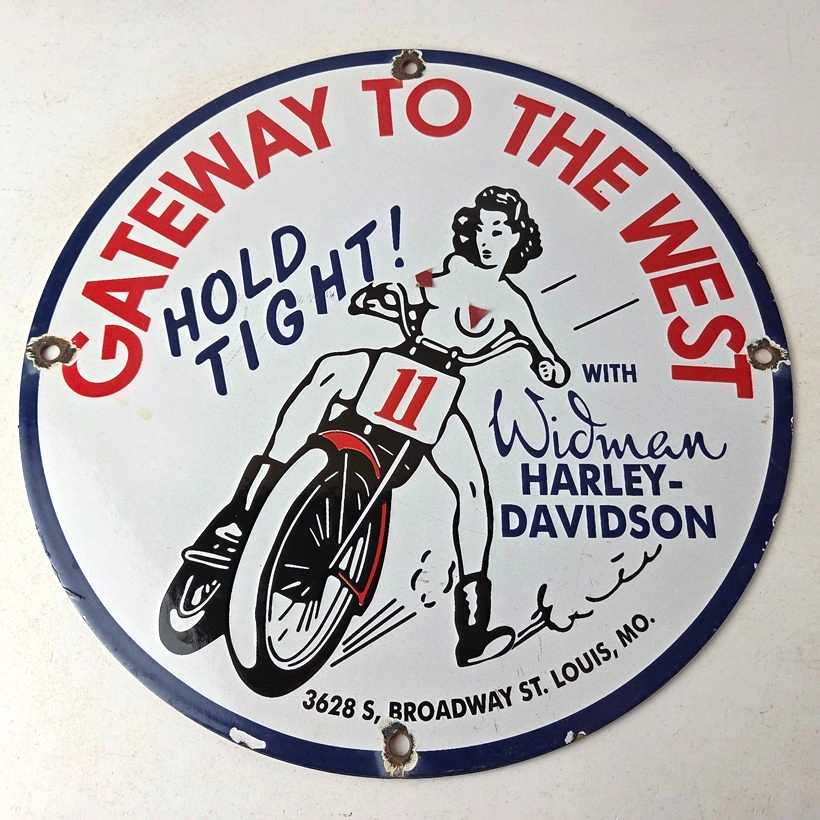 GATEWAY TO THE WEST
HOLD
TIGHT!
11
WITH
Widman
HARLEY-
DAVIDSON
3628 S, BROADWAY ST. LOUIS, MO.